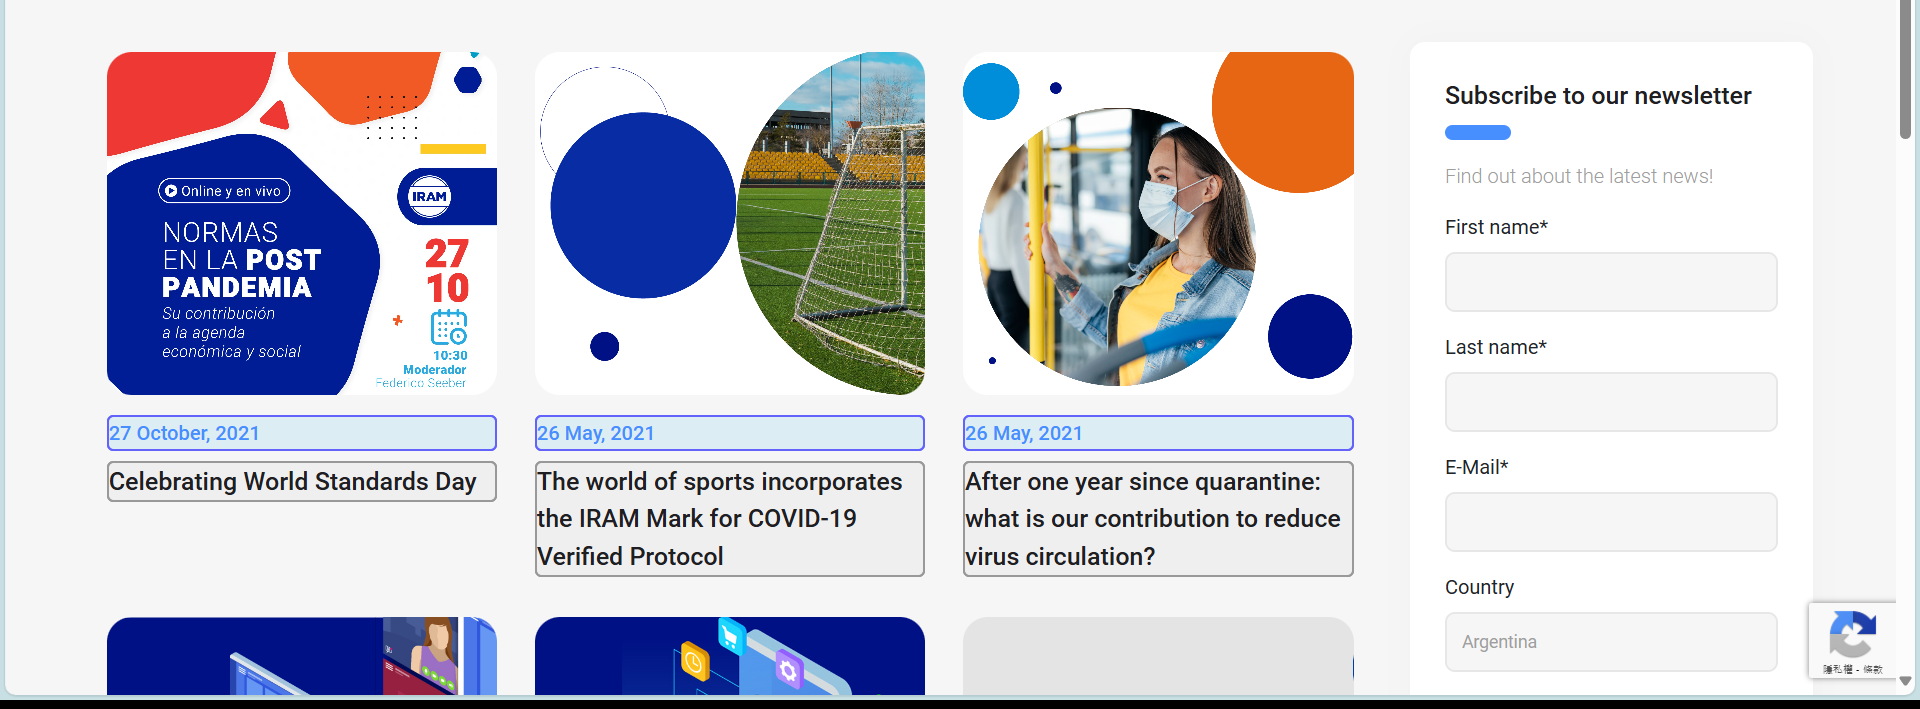 Online y en vivo
NORMAS
EN LA POST
PANDEMIA
Su contribución
a la agenda
económica y social
IRAM
27
10
10:30
Moderador
Federico Seeber
27 October, 2021
Celebrating World Standards Day
26 May, 2021
The world of sports incorporates
the IRAM Mark for COVID-19
Verified Protocol
26 May, 2021
After one year since quarantine:
what is our contribution to reduce
virus circulation?
Subscribe to our newsletter
Find out about the latest news!
First name*
Last name*
E-Mail*
Country
Argentina
隱私權 - 條款